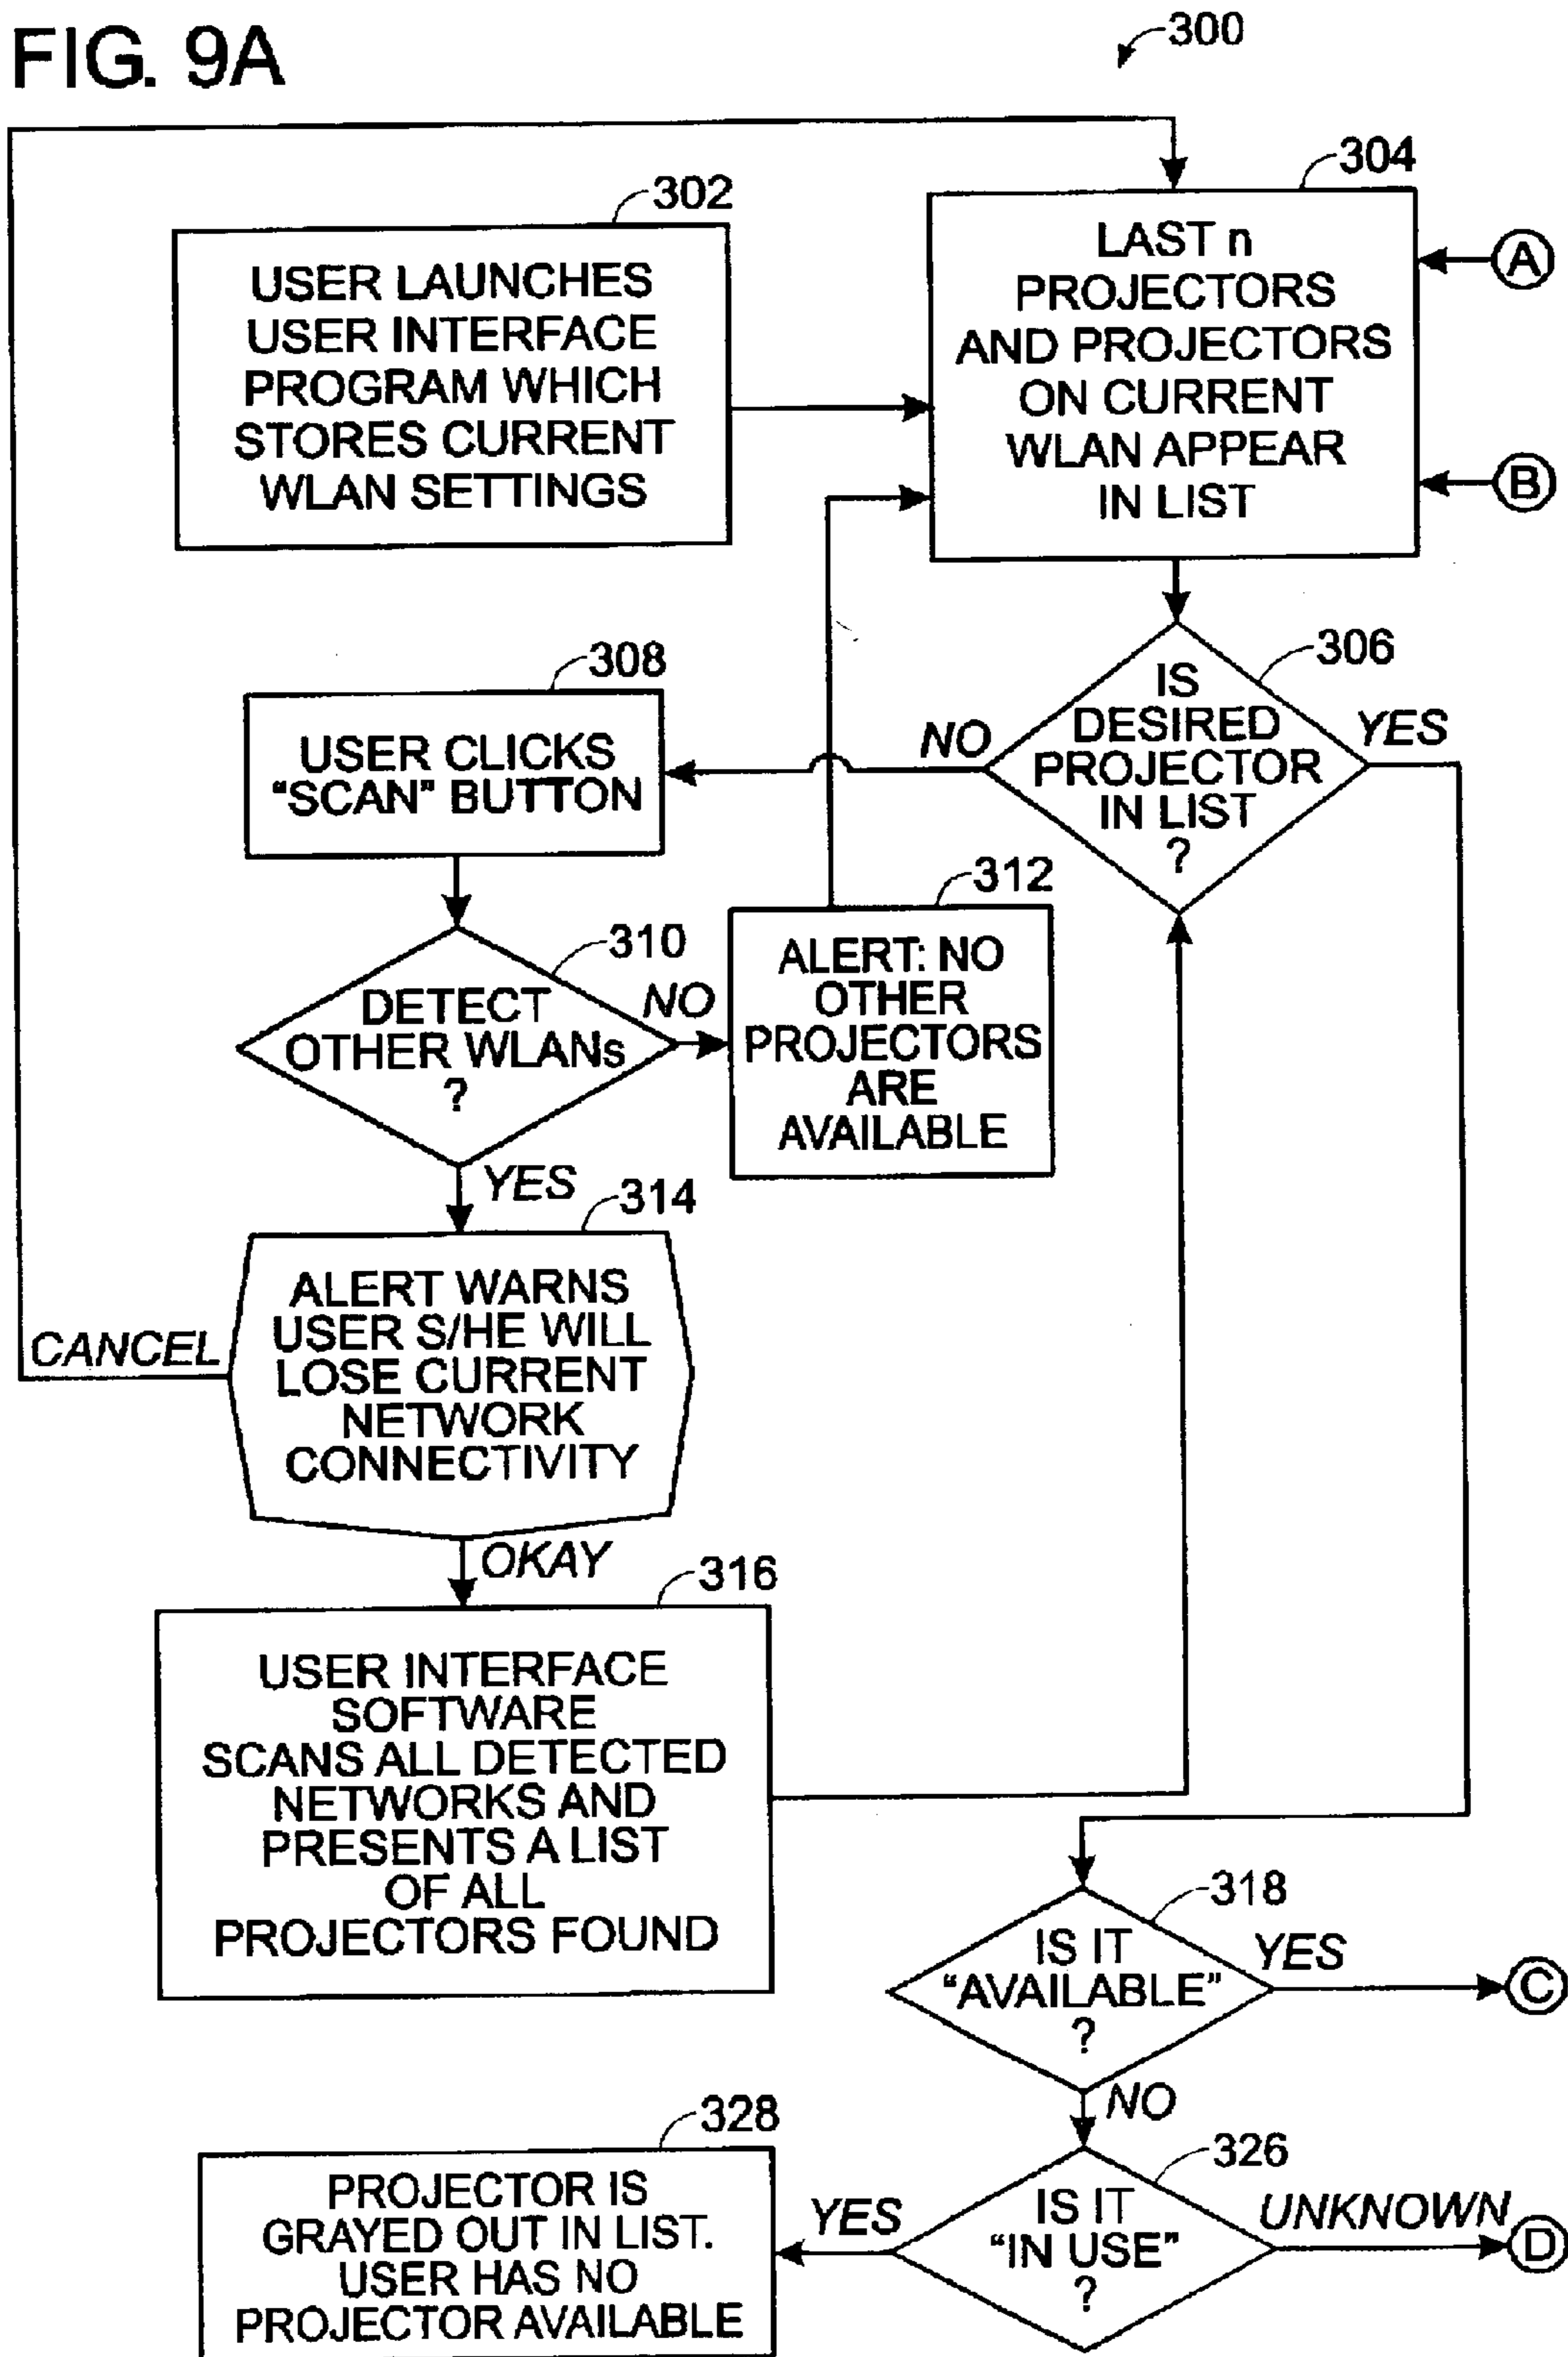 FIG. 9A
300
302
USER LAUNCHES
USER INTERFACE
PROGRAM WHICH
STORES CURRENT
WLAN SETTINGS
304
LAST n
PROJECTORS
AND PROJECTORS
ON CURRENT
WLAN APPEAR
IN LIST
A
B
306
IS
DESIRED
PROJECTOR
IN LIST
?
NO
YES
308
USER CLICKS
"SCAN" BUTTON
310
DETECT
OTHER WLANs
?
NO
YES
312
ALERT: NO
OTHER
PROJECTORS
ARE
AVAILABLE
314
ALERT WARNS
USER S/HE WILL
LOSE CURRENT
NETWORK
CONNECTIVITY
CANCEL
OKAY
316
USER INTERFACE
SOFTWARE
SCANS ALL DETECTED
NETWORKS AND
PRESENTS A LIST
OF ALL
PROJECTORS FOUND
318
IS IT
"AVAILABLE"
?
YES
C
NO
326
IS IT
"IN USE"
?
YES
UNKNOWN
D
328
PROJECTOR IS
GRAYED OUT IN LIST.
USER HAS NO
PROJECTOR AVAILABLE